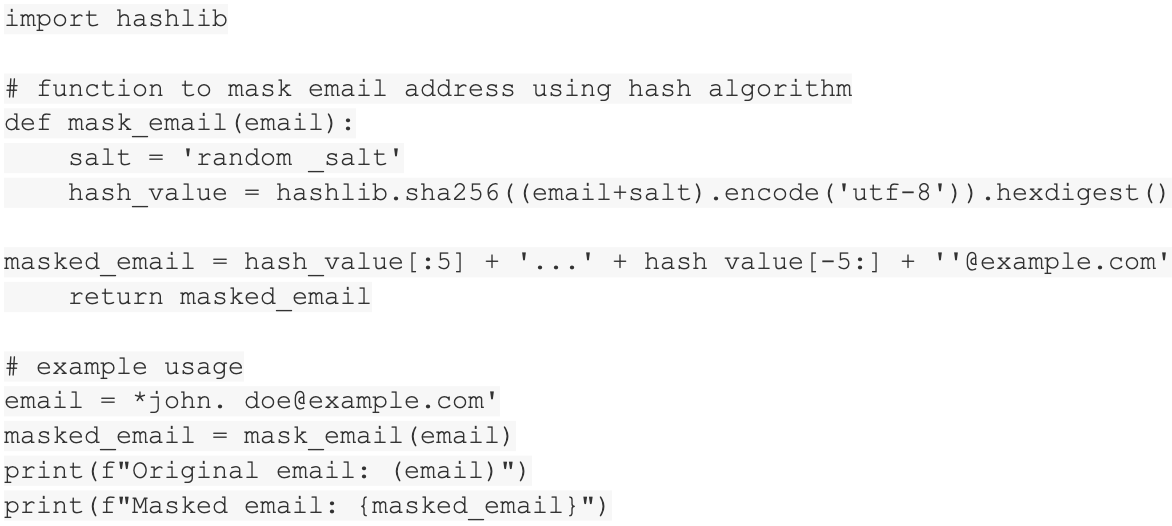 import hashlib
# function to mask email address using hash algorithm
def mask_email(email):
    salt = 'random _salt'
    hash_value = hashlib.sha256((email+salt).encode('utf-8')).hexdigest()
masked_email = hash_value[:5] + '...' + hash value[-5:] + ''@example.com'
    return masked_email
# example usage
email = *john. doe@example.com'
masked_email = mask_email(email)
print(f"Original email: (email)")
print(f"Masked email: {masked_email}")